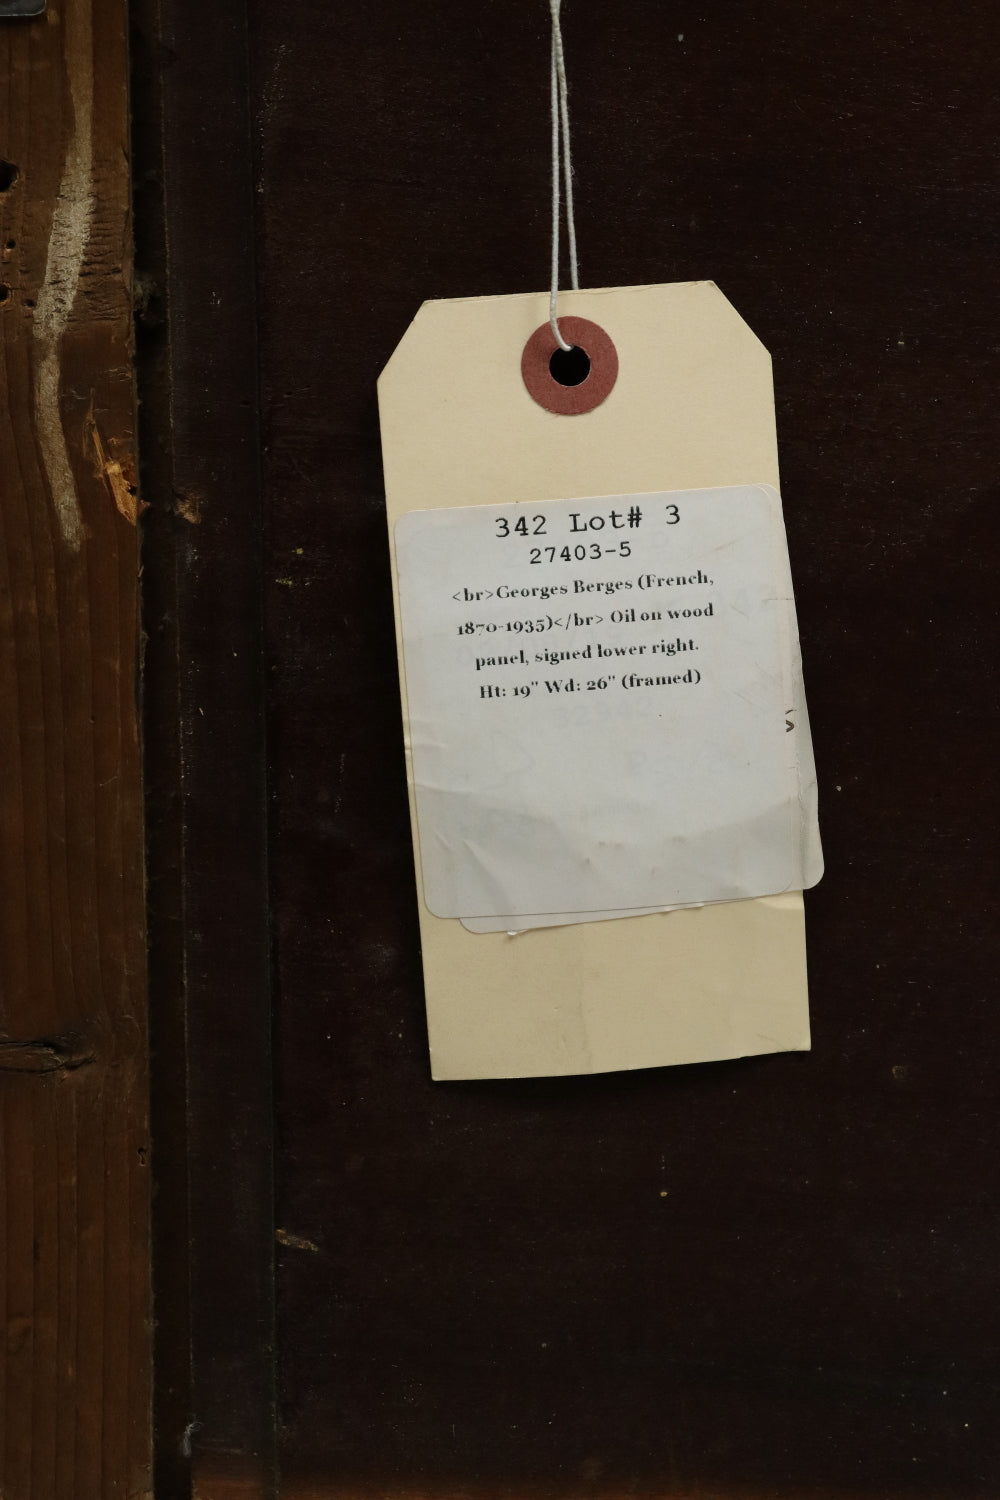 342 Lot# 3
27403-5
<br>Georges Berges (French,
1870-1935)</br> Oil on wood
panel, signed lower right.
Ht: 19" Wd: 26" (framed)